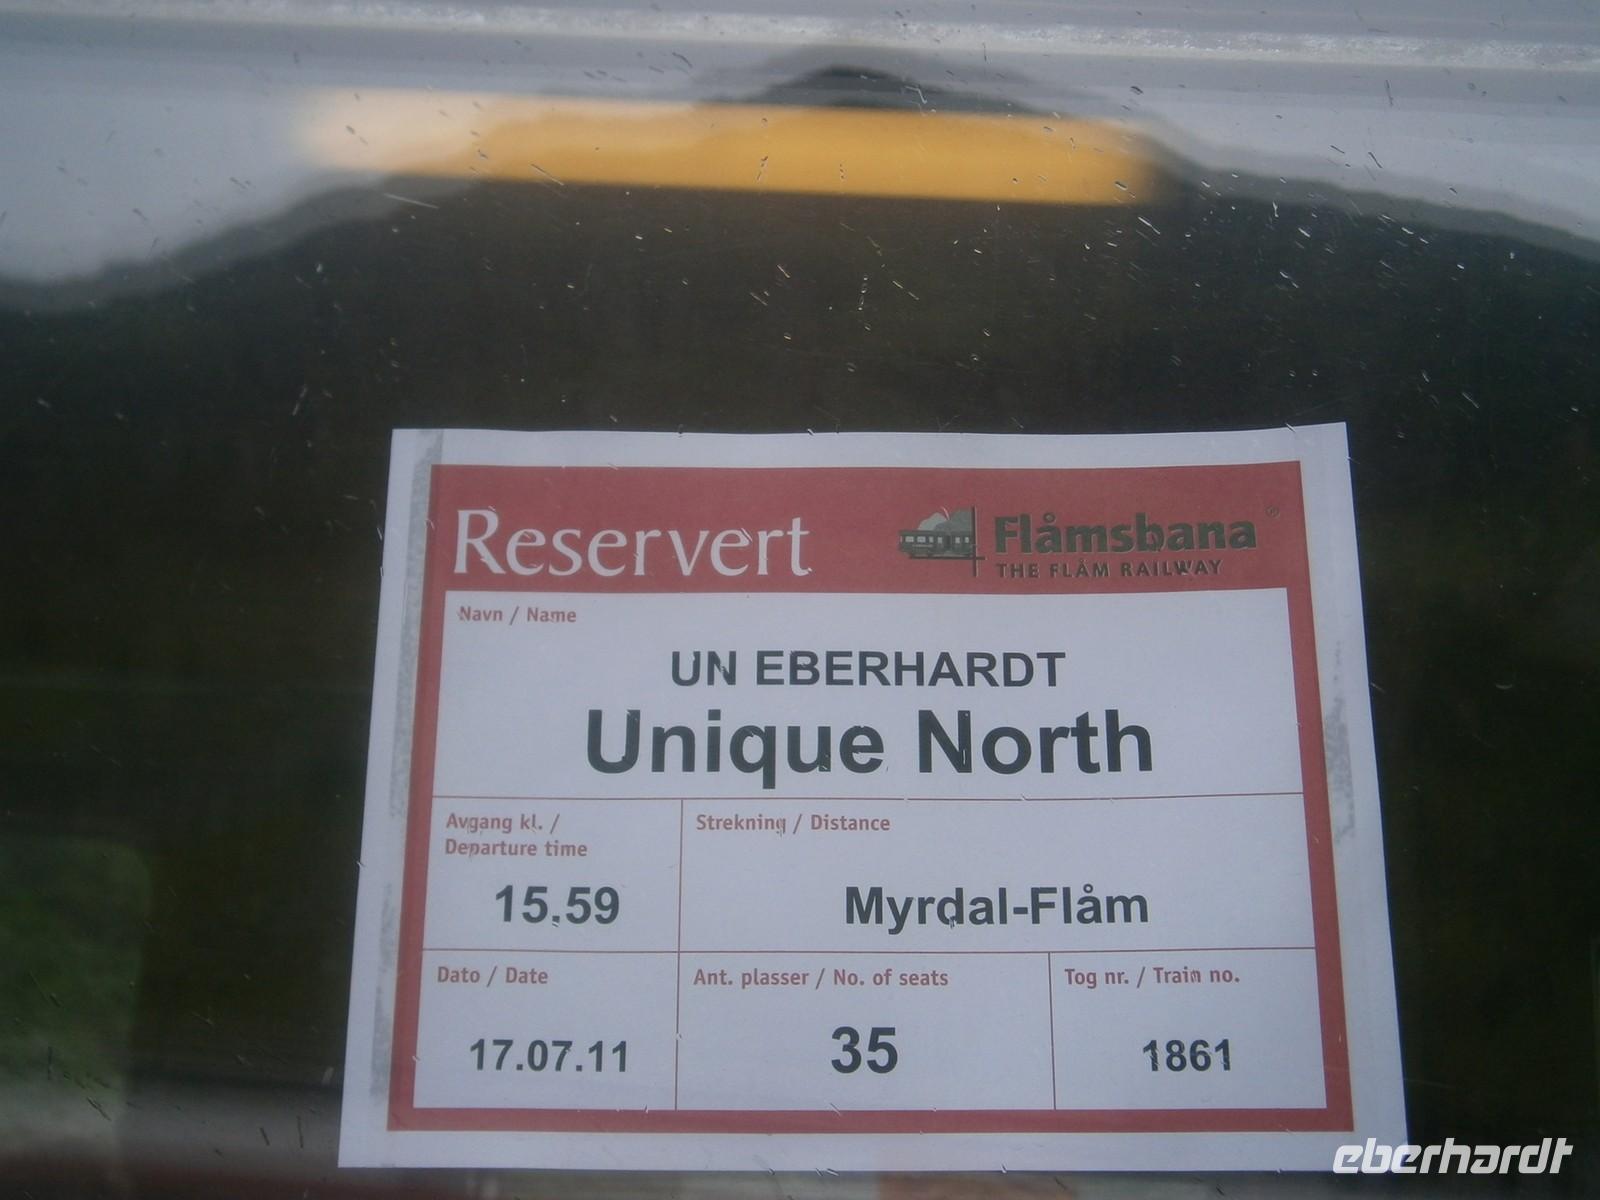 Reservert
Flåmsbana®
THE FLÅM RAILWAY
Navn / Name
UN EBERHARDT
Unique North
Avgang kl. /
Departure time
15.59
Strekning / Distance
Myrdal-Flåm
Dato / Date
17.07.11
Ant. plasser / No. of seats
35
Tog nr. / Train no.
1861
eberhardt